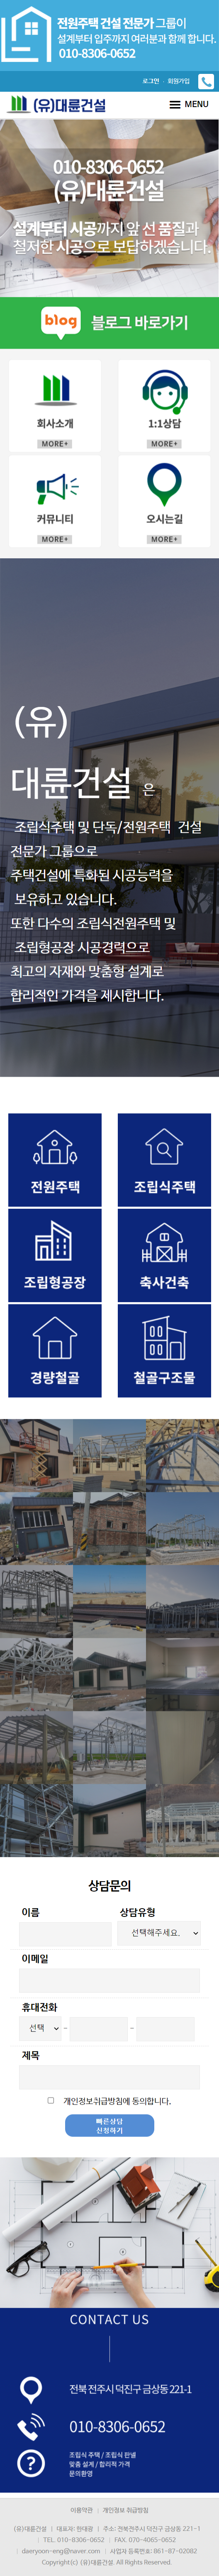 전원주택 건설 전문가 그룹이
설계부터 입주까지 여러분과 함께 합니다.
010-8306-0652
로그인 회원가입
(유)대륜건설 MENU
010-8306-0652
(유)대륜건설
설계부터 시공까지 앞 선 품질과
철저한 시공으로 보답하겠습니다.
blog 블로그 바로가기
회사소개 1:1상담
MORE+ MORE+
커뮤니티 오시는길
MORE+ MORE+
(유)
대륜건설 은
조립식주택 및 단독/전원주택 건설
전문가 그룹으로
주택건설에 특화된 시공능력을
보유하고 있습니다.
또한 다수의 조립식전원주택 및
조립형공장 시공경력으로
최고의 자재와 맞춤형 설계로
합리적인 가격을 제시합니다.
전원주택 조립식주택
조립형공장 축사건축
경량철골 철골구조물
상담문의
이름 상담유형
선택해주세요.
이메일
휴대전화
선택 - -
제목
개인정보취급방침에 동의합니다.
빠른상담
신청하기
CONTACT US
전북 전주시 덕진구 금상동 221-1
010-8306-0652
조립식 주택 / 조립식 판넬
맞춤 설계 / 합리적 가격
문의환영
이용약관 | 개인정보 취급방침
(유)대륜건설 | 대표자: 한태광 | 주소: 전북전주시 덕진구 금상동 221-1
| TEL. 010-8306-0652 | FAX. 070-4065-0652
| daeryoon-eng@naver.com | 사업자 등록번호: 861-87-02082
Copyright(c) (유)대륜건설. All Rights Reserved.